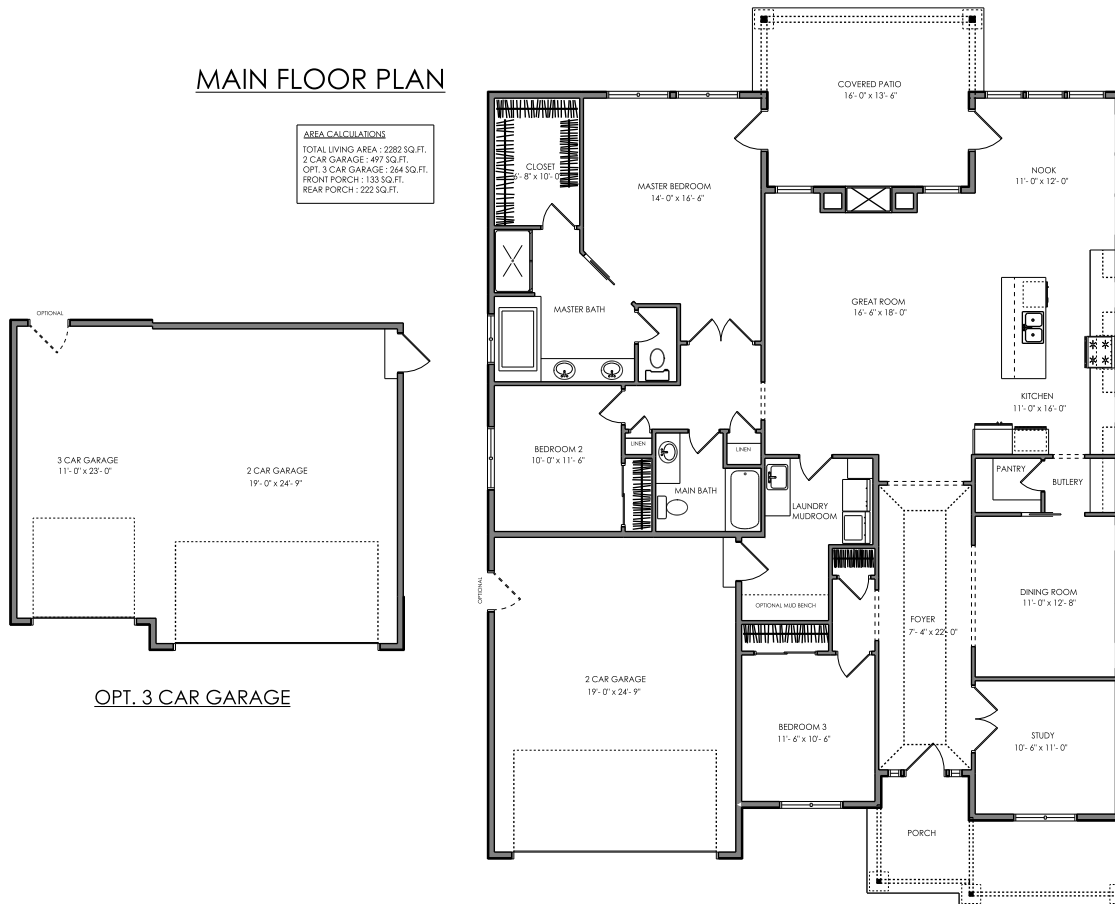 MAIN FLOOR PLAN
AREA CALCULATIONS
TOTAL LIVING AREA : 2282 SQ.FT.
2 CAR GARAGE : 497 SQ.FT.
OPT. 3 CAR GARAGE : 264 SQ.FT.
FRONT PORCH : 133 SQ.FT.
REAR PORCH : 222 SQ.FT.
COVERED PATIO
16'- 0" x 13'- 6"
CLOSET
6'- 8" x 10'- 0"
MASTER BEDROOM
14'- 0" x 16'- 6"
NOOK
11'- 0" x 12'- 0"
MASTER BATH
GREAT ROOM
16'- 6" x 18'- 0"
KITCHEN
11'- 0" x 16'- 0"
BEDROOM 2
10'- 0" x 11'- 6"
LINEN
LINEN
MAIN BATH
LAUNDRY
MUDROOM
PANTRY
BUTLERY
OPTIONAL
3 CAR GARAGE
11'- 0" x 23'- 0"
2 CAR GARAGE
19'- 0" x 24'- 9"
OPT. 3 CAR GARAGE
OPTIONAL
OPTIONAL MUD BENCH
DINING ROOM
11'- 0" x 12'- 8"
FOYER
7'- 4" x 22'- 0"
2 CAR GARAGE
19'- 0" x 24'- 9"
BEDROOM 3
11'- 6" x 10'- 6"
STUDY
10'- 6" x 11'- 0"
PORCH